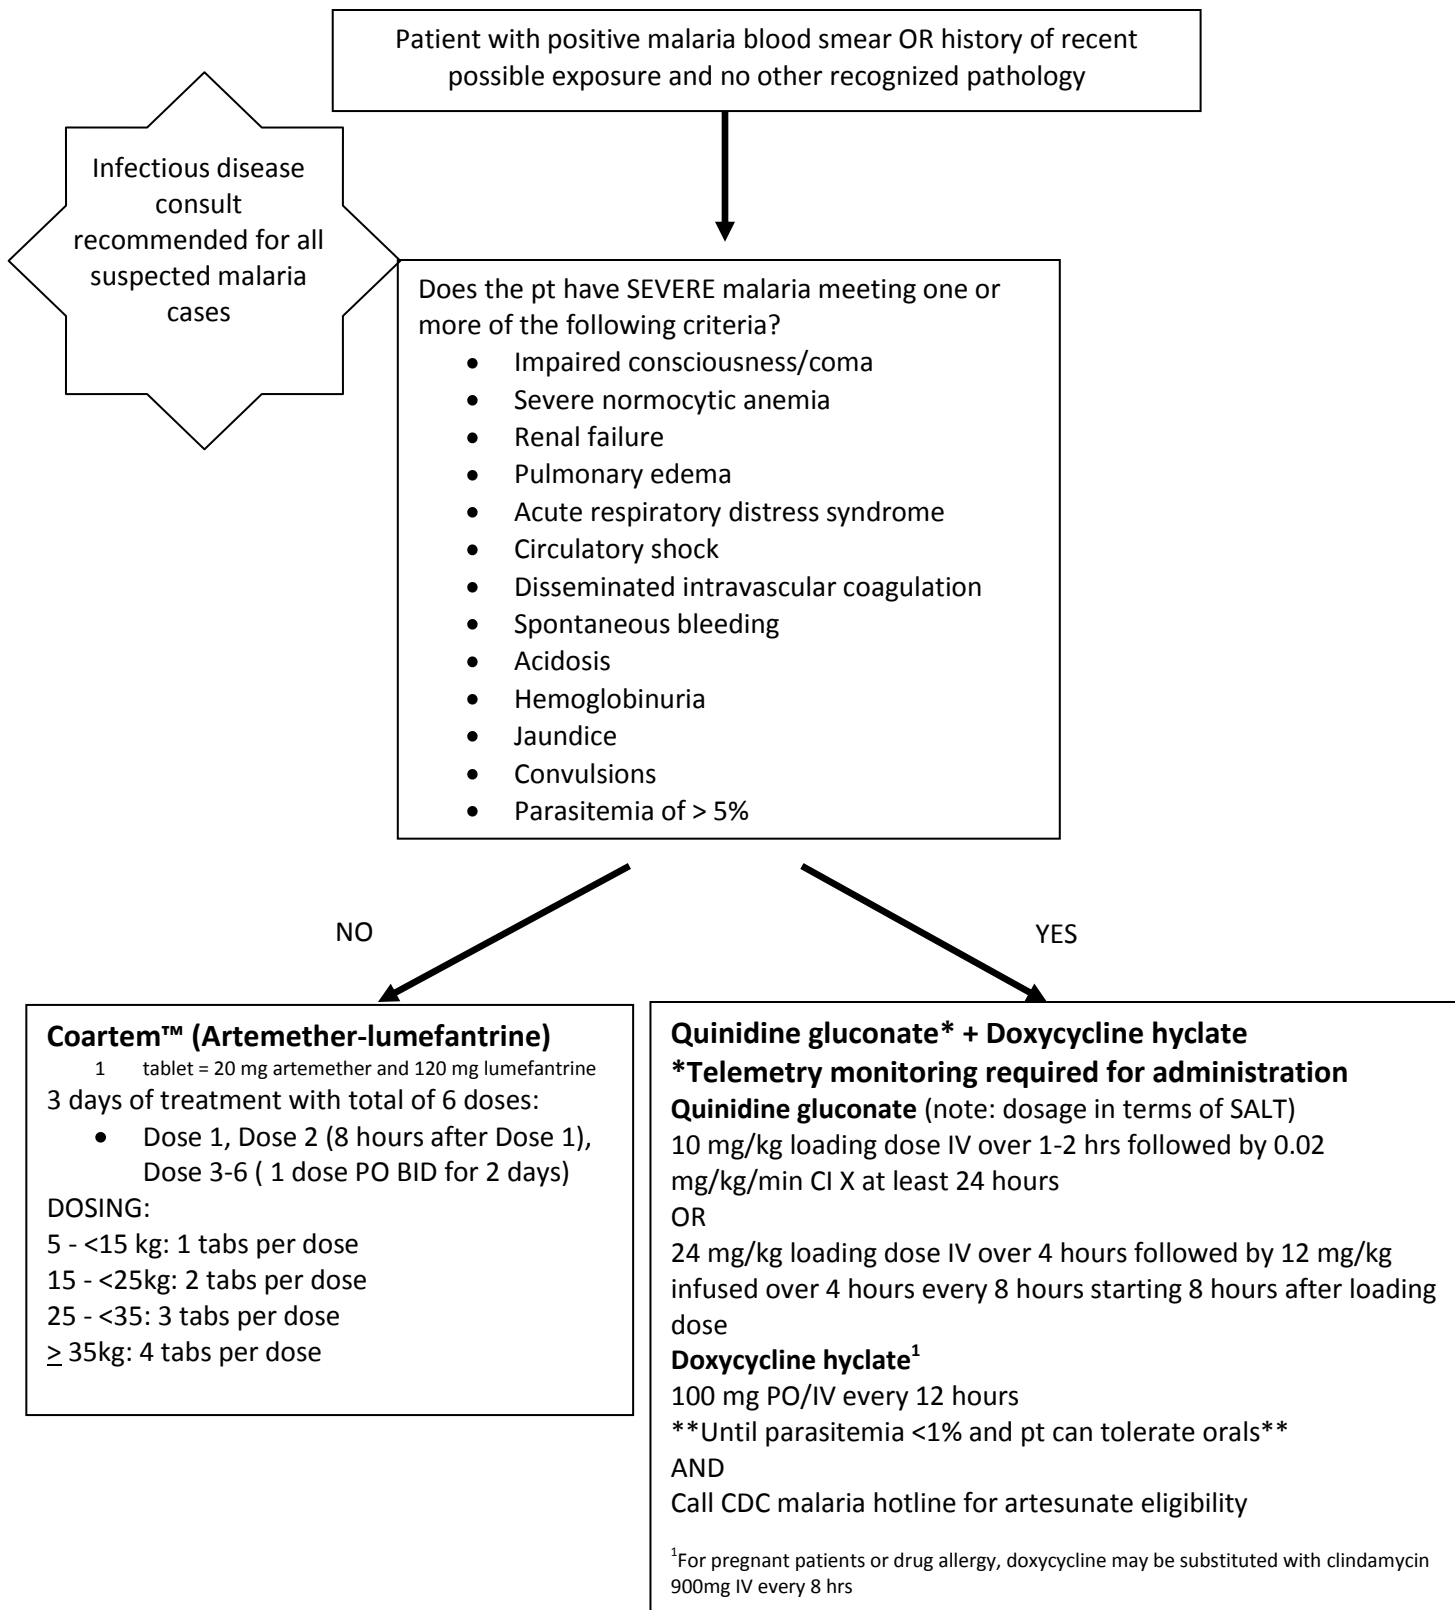 Patient with positive malaria blood smear OR history of recent
possible exposure and no other recognized pathology
Infectious disease
consult
recommended for all
suspected malaria
cases
Does the pt have SEVERE malaria meeting one or
more of the following criteria?
• Impaired consciousness/coma
• Severe normocytic anemia
• Renal failure
• Pulmonary edema
• Acute respiratory distress syndrome
• Circulatory shock
• Disseminated intravascular coagulation
• Spontaneous bleeding
• Acidosis
• Hemoglobinuria
• Jaundice
• Convulsions
• Parasitemia of > 5%
NO
YES
Coartem™ (Artemether-lumefantrine)
1 tablet = 20 mg artemether and 120 mg lumefantrine
3 days of treatment with total of 6 doses:
• Dose 1, Dose 2 (8 hours after Dose 1),
Dose 3-6 ( 1 dose PO BID for 2 days)
DOSING:
5 - <15 kg: 1 tabs per dose
15 - <25kg: 2 tabs per dose
25 - <35: 3 tabs per dose
≥ 35kg: 4 tabs per dose
Quinidine gluconate* + Doxycycline hyclate
*Telemetry monitoring required for administration
Quinidine gluconate (note: dosage in terms of SALT)
10 mg/kg loading dose IV over 1-2 hrs followed by 0.02
mg/kg/min CI X at least 24 hours
OR
24 mg/kg loading dose IV over 4 hours followed by 12 mg/kg
infused over 4 hours every 8 hours starting 8 hours after loading
dose
Doxycycline hyclate¹
100 mg PO/IV every 12 hours
**Until parasitemia <1% and pt can tolerate orals**
AND
Call CDC malaria hotline for artesunate eligibility
¹For pregnant patients or drug allergy, doxycycline may be substituted with clindamycin
900mg IV every 8 hrs